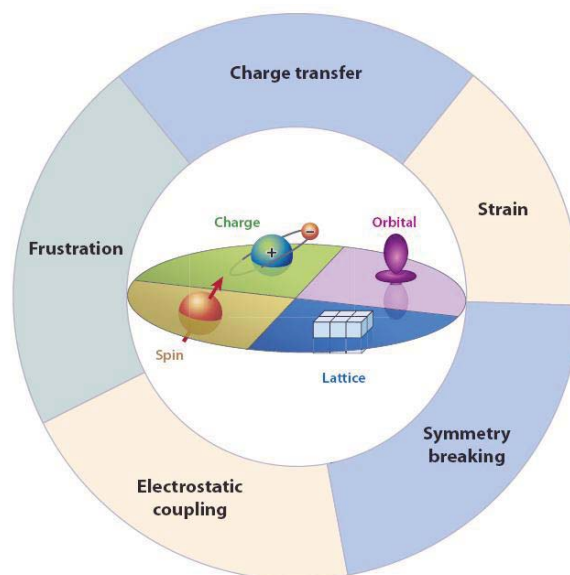 Charge transfer
Strain
Symmetry
breaking
Electrostatic
coupling
Frustration
Charge
Orbital
Spin
Lattice
+
−